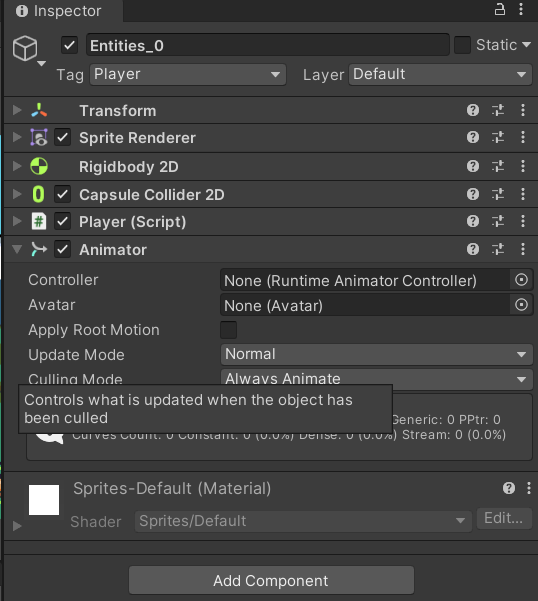 Inspector
Entities_0
Static
Tag Player Layer Default
Transform
Sprite Renderer
Rigidbody 2D
Capsule Collider 2D
# Player (Script)
Animator
Controller None (Runtime Animator Controller)
Avatar None (Avatar)
Apply Root Motion
Update Mode Normal
Culling Mode Always Animate
Controls what is updated when the object has
been culled
Generic: 0 PPtr: 0
Curves Count: 0 Constant: 0 (0.0%) Dense: 0 (0.0%) Stream: 0 (0.0%)
Sprites-Default (Material)
Shader Sprites/Default Edit...
Add Component